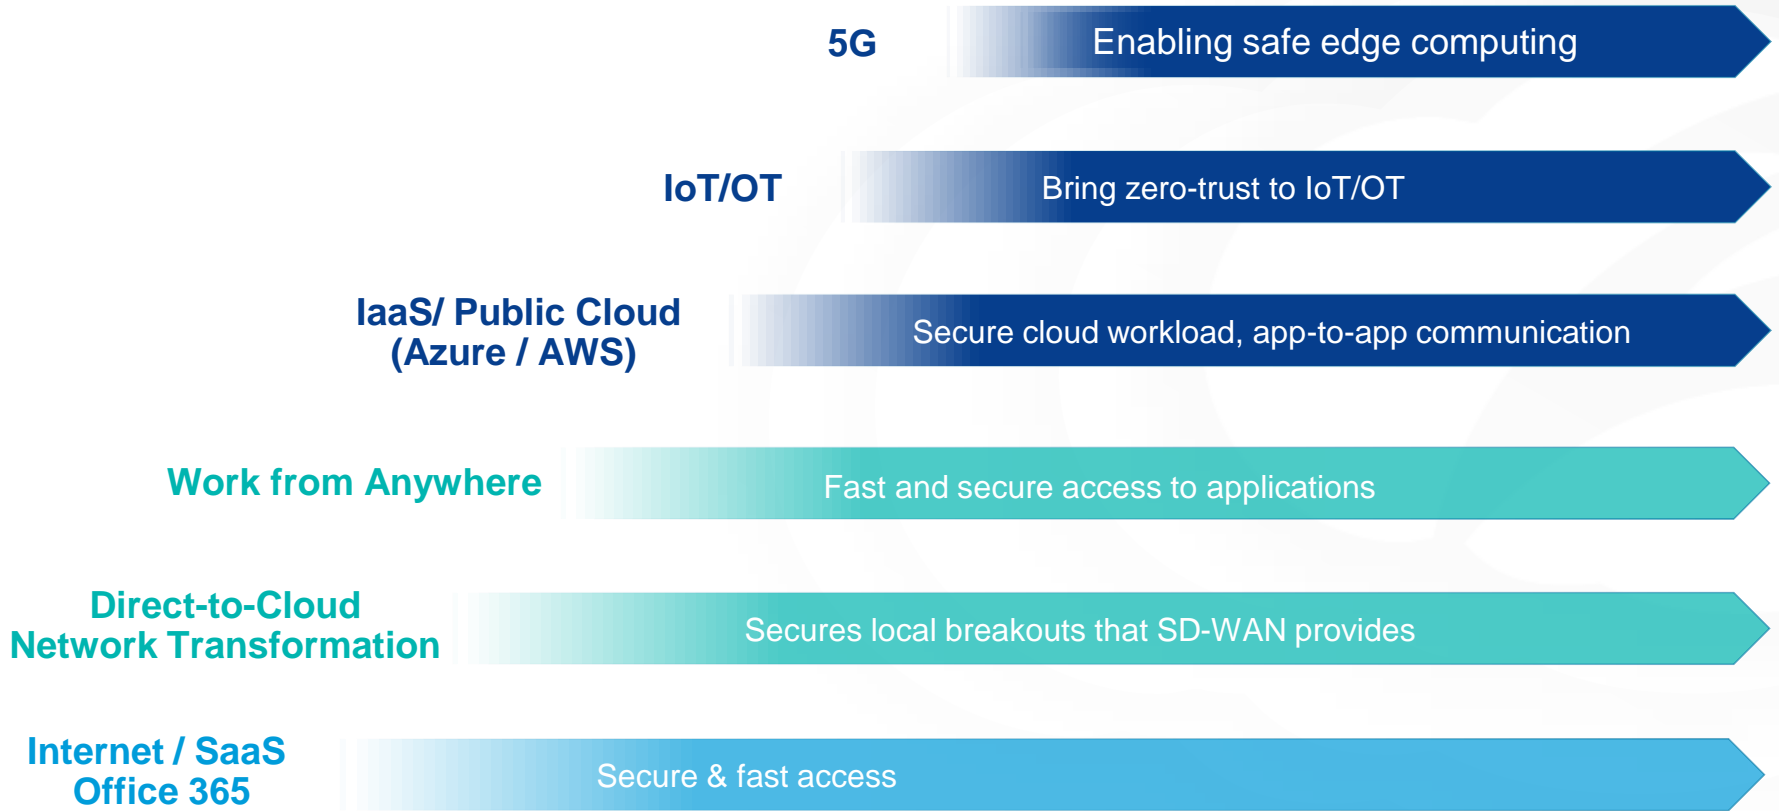 5G
Enabling safe edge computing
IoT/OT
Bring zero-trust to IoT/OT
IaaS/ Public Cloud
(Azure / AWS)
Secure cloud workload, app-to-app communication
Work from Anywhere
Fast and secure access to applications
Direct-to-Cloud
Network Transformation
Secures local breakouts that SD-WAN provides
Internet / SaaS
Office 365
Secure & fast access